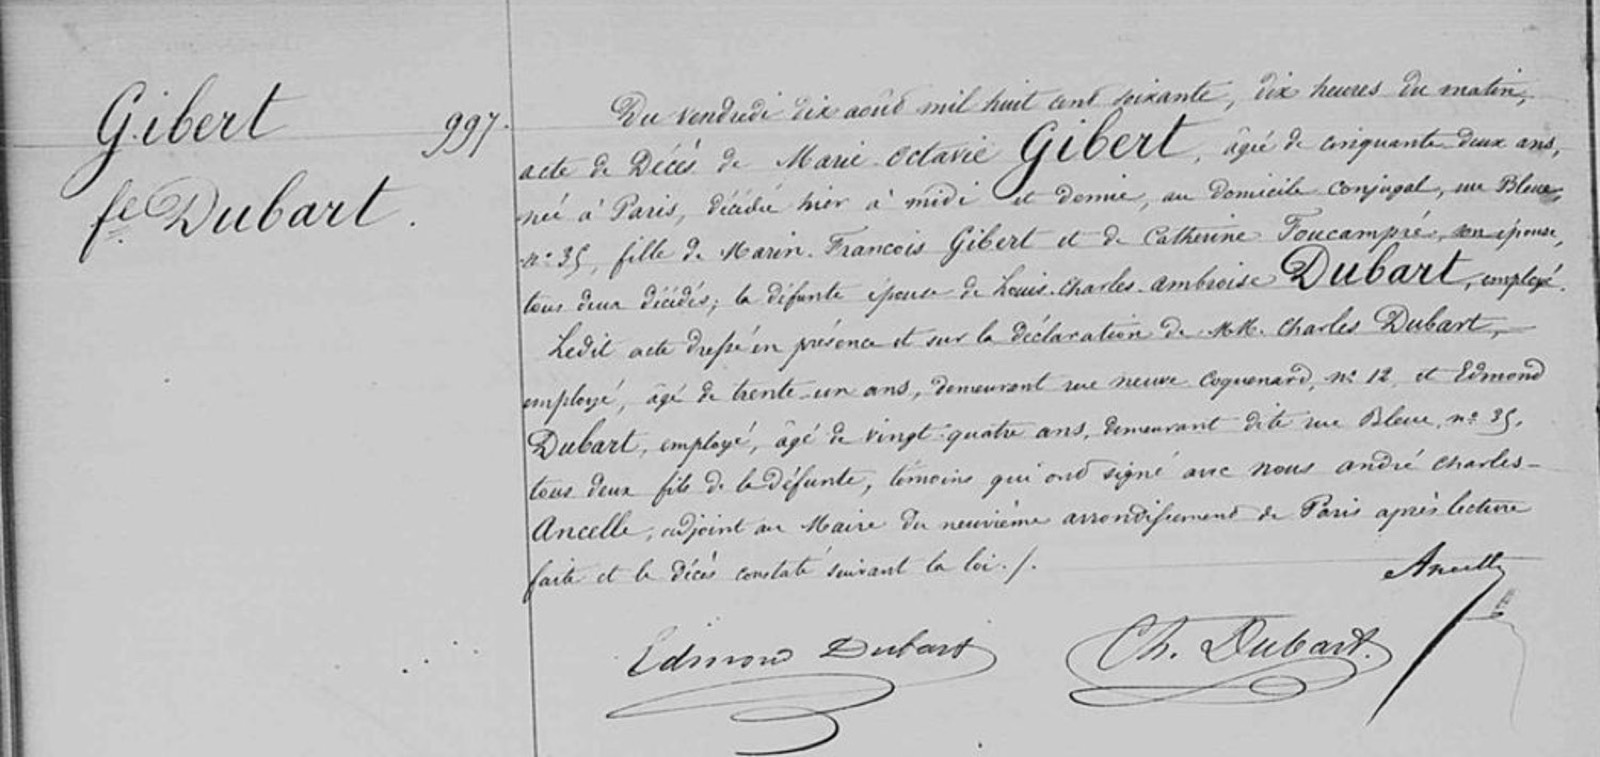 Gibert 997.
fe Dubart.
Du vendredi dix août mil huit cent soixante, dix heures du matin,
acte de Décès de Marie Octavie Gibert, âgée de cinquante deux ans,
née à Paris, décédée hier à midi et demie, au domicile conjugal, rue Bleue,
no 35, fille de Marin François Gibert et de Catherine Foucampré, son épouse,
tous deux décédés; la défunte épouse de Louis-Charles-Ambroise Dubart, employé.
Ledit acte dressé en présence et sur la déclaration de MM. Charles Dubart,
employé, âgé de trente-un ans, demeurant rue neuve Coquenard, no 12, et Edmond
Dubart, employé, âgé de vingt-quatre ans, demeurant dite rue Bleue, no 35,
tous deux fils de la défunte, témoins qui ont signé avec nous André Charles
Ancelle, adjoint au Maire du neuvième arrondissement de Paris après lecture
faite et le décès constaté suivant la loi. /.
Ancelle
Edmond Dubart Ch. Dubart.